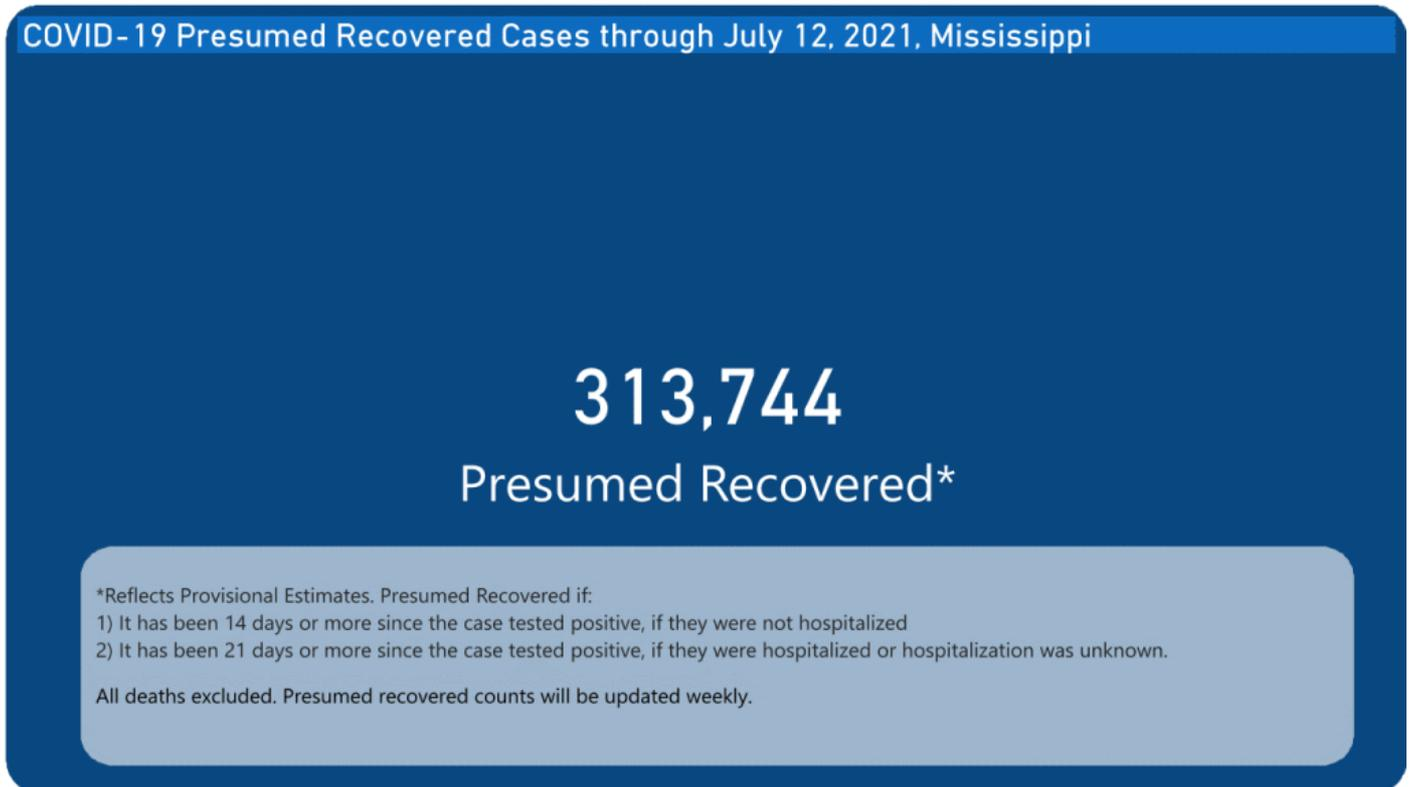 COVID-19 Presumed Recovered Cases through July 12, 2021, Mississippi
313,744
Presumed Recovered*
*Reflects Provisional Estimates. Presumed Recovered if:
1) It has been 14 days or more since the case tested positive, if they were not hospitalized
2) It has been 21 days or more since the case tested positive, if they were hospitalized or hospitalization was unknown.
All deaths excluded. Presumed recovered counts will be updated weekly.